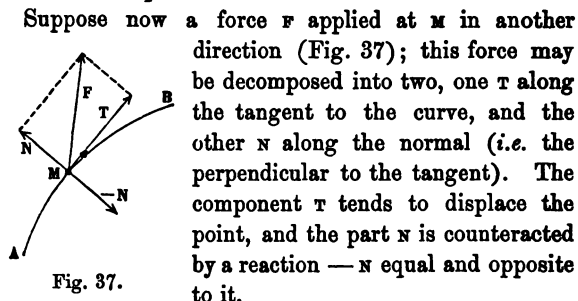 Suppose now a force F applied at M in another
direction (Fig. 37); this force may
be decomposed into two, one T along
the tangent to the curve, and the
other N along the normal (i.e. the
perpendicular to the tangent). The
component T tends to displace the
point, and the part N is counteracted
by a reaction — N equal and opposite
to it.
F
T
B
N
M
—N
A
Fig. 37.